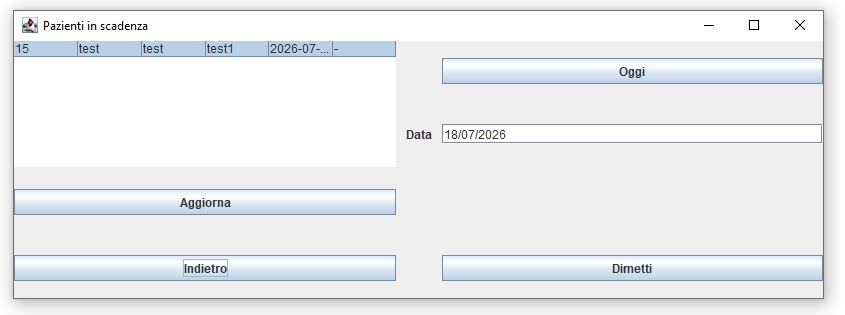 Pazienti in scadenza
15 test test test1 2026-07-... -
Oggi
Data 18/07/2026
Aggiorna
Indietro
Dimetti